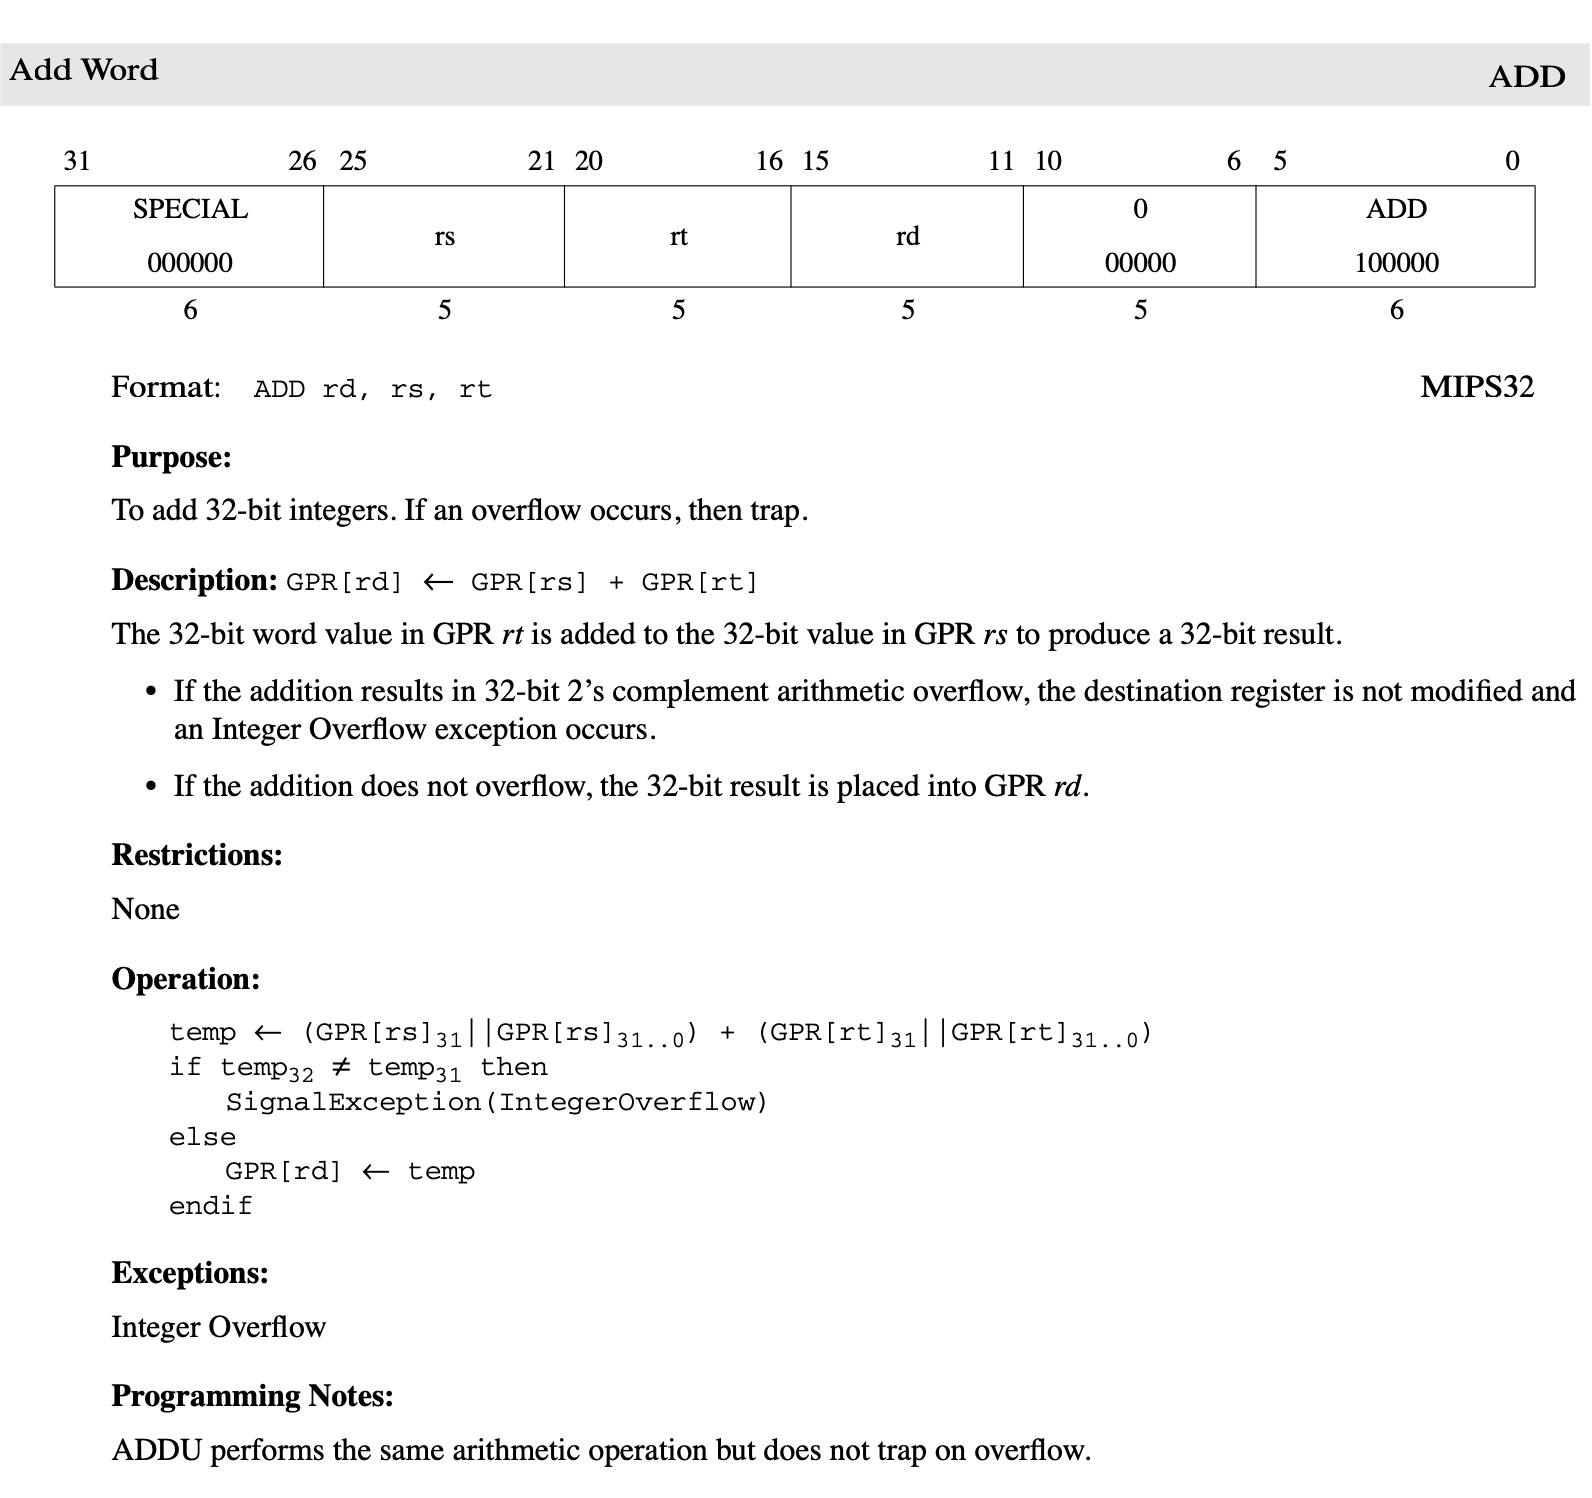 Add Word
ADD
31 26 25 21 20 16 15 11 10 6 5 0
SPECIAL
000000
rs
rt
rd
0
00000
ADD
100000
6 5 5 5 5 6
Format: ADD rd, rs, rt
MIPS32
Purpose:
To add 32-bit integers. If an overflow occurs, then trap.
Description: GPR[rd] ← GPR[rs] + GPR[rt]
The 32-bit word value in GPR rt is added to the 32-bit value in GPR rs to produce a 32-bit result.
• If the addition results in 32-bit 2’s complement arithmetic overflow, the destination register is not modified and
an Integer Overflow exception occurs.
• If the addition does not overflow, the 32-bit result is placed into GPR rd.
Restrictions:
None
Operation:
temp ← (GPR[rs]31||GPR[rs]31..0) + (GPR[rt]31||GPR[rt]31..0)
if temp32 ≠ temp31 then
SignalException(IntegerOverflow)
else
GPR[rd] ← temp
endif
Exceptions:
Integer Overflow
Programming Notes:
ADDU performs the same arithmetic operation but does not trap on overflow.